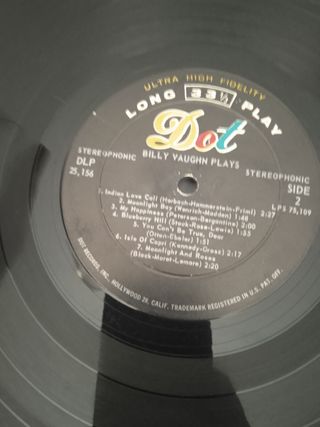 ULTRA HIGH FIDELITY
LONG 33 1/3 PLAY
Dot
BILLY VAUGHN PLAYS
STEREOPHONIC
DLP
25,156
STEREOPHONIC
SIDE
2
LPS 75,109
1. Indian Love Call (Harbach-Hammerstein-Friml) 2:27
2. Moonlight Bay (Wenrich-Madden) 1:48
3. My Happiness (Peterson-Bergantine) 2:00
4. Blueberry Hill (Stock-Rose-Lewis) 1:55
5. You Can't Be True, Dear
(Otten-Ebeler) 1:51
6. Isle Of Capri (Kennedy-Grosz) 2:17
7. Moonlight And Roses
(Black-Moret-Lemare) 2:20
DOT RECORDS, INC., HOLLYWOOD 28, CALIF. TRADEMARK REGISTERED IN U.S. PAT. OFF.